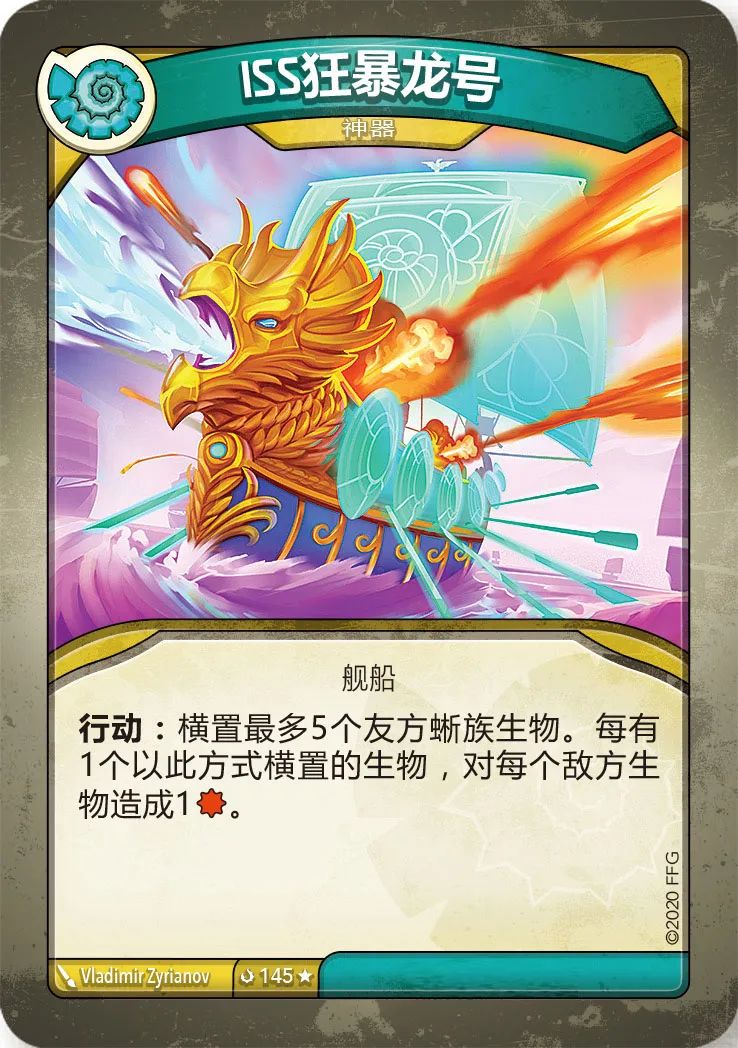 ISS狂暴龙号
神器
舰船
行动：横置最多5个友方蜥族生物。每有
1个以此方式横置的生物，对每个敌方生
物造成1。
©2020 FFG
Vladimir Zyrianov
145